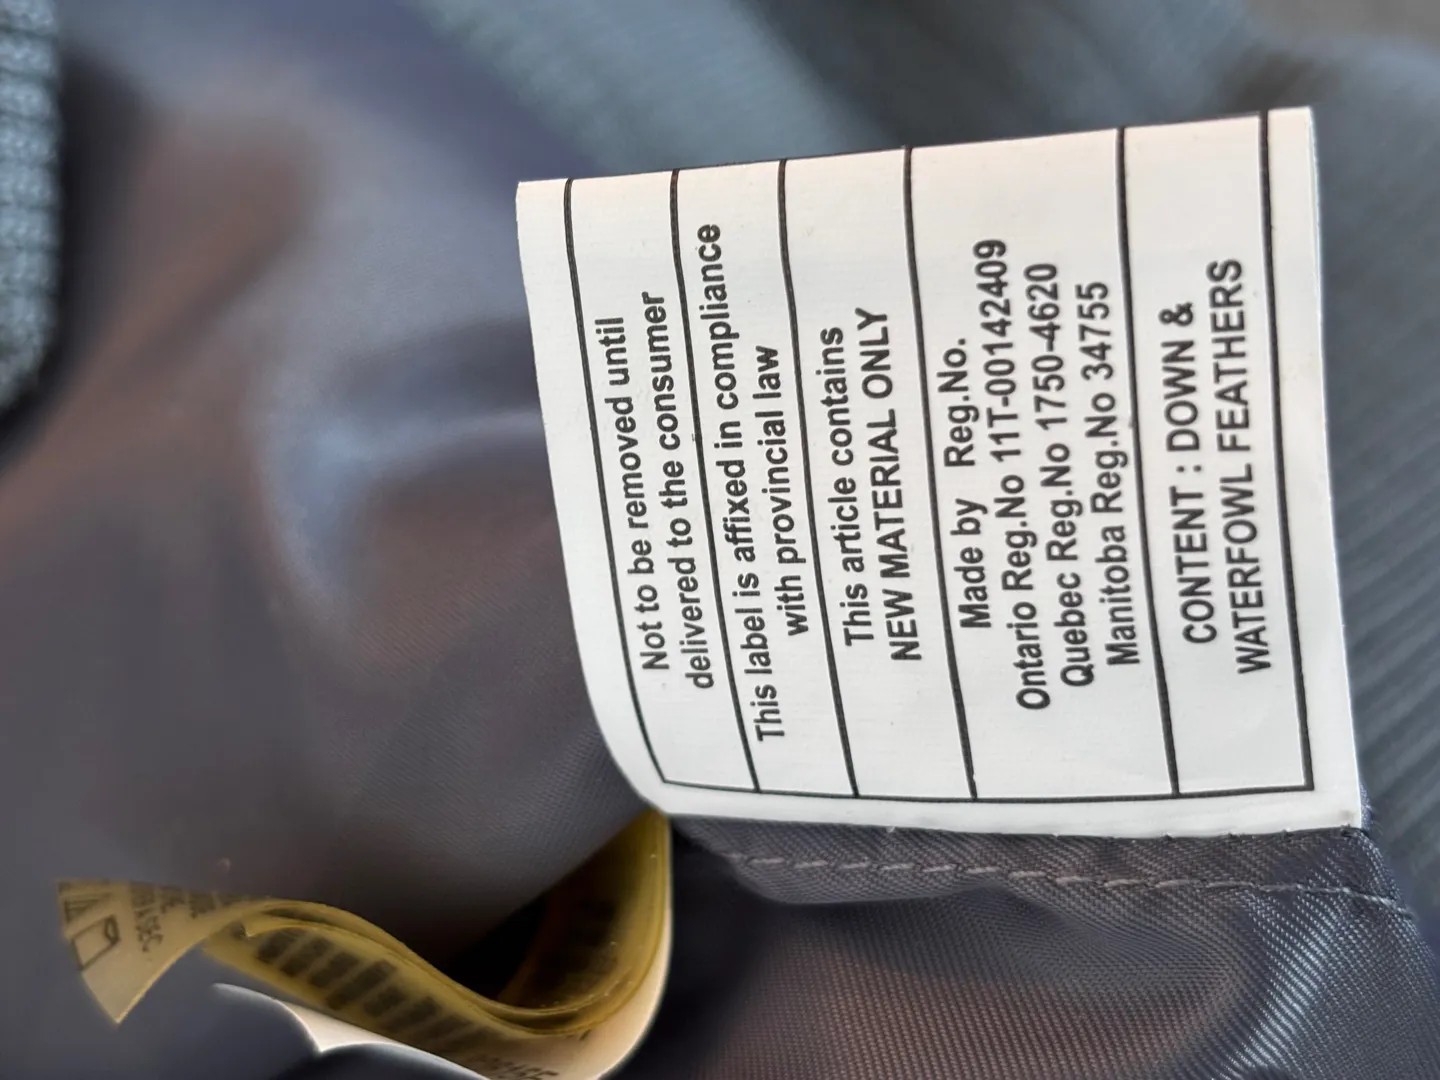 Not to be removed until
delivered to the consumer
This label is affixed in compliance
with provincial law
This article contains
NEW MATERIAL ONLY
Made by Reg.No.
Ontario Reg.No 11T-00142409
Quebec Reg.No 1750-4620
Manitoba Reg.No 34755
CONTENT : DOWN &
WATERFOWL FEATHERS